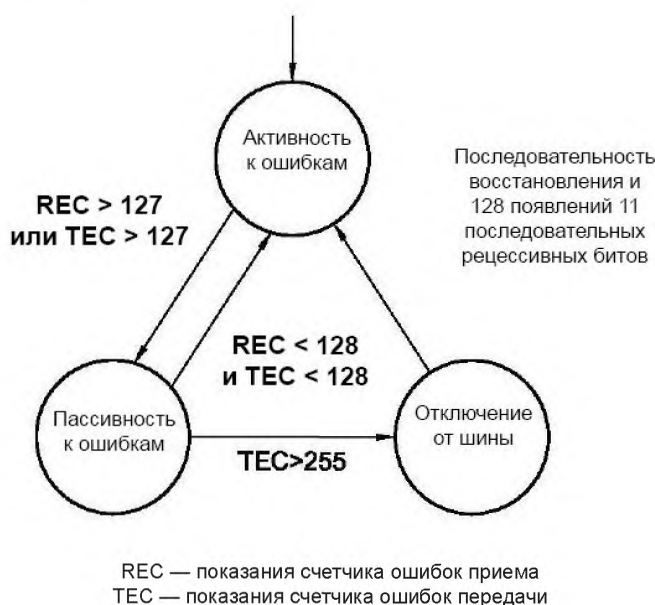 Активность
к ошибкам
Последовательность
восстановления и
128 появлений 11
последовательных
рецессивных битов
REC > 127
или TEC > 127
REC < 128
и TEC < 128
Пассивность
к ошибкам
Отключение
от шины
TEC>255
REC — показания счетчика ошибок приема
TEC — показания счетчика ошибок передачи